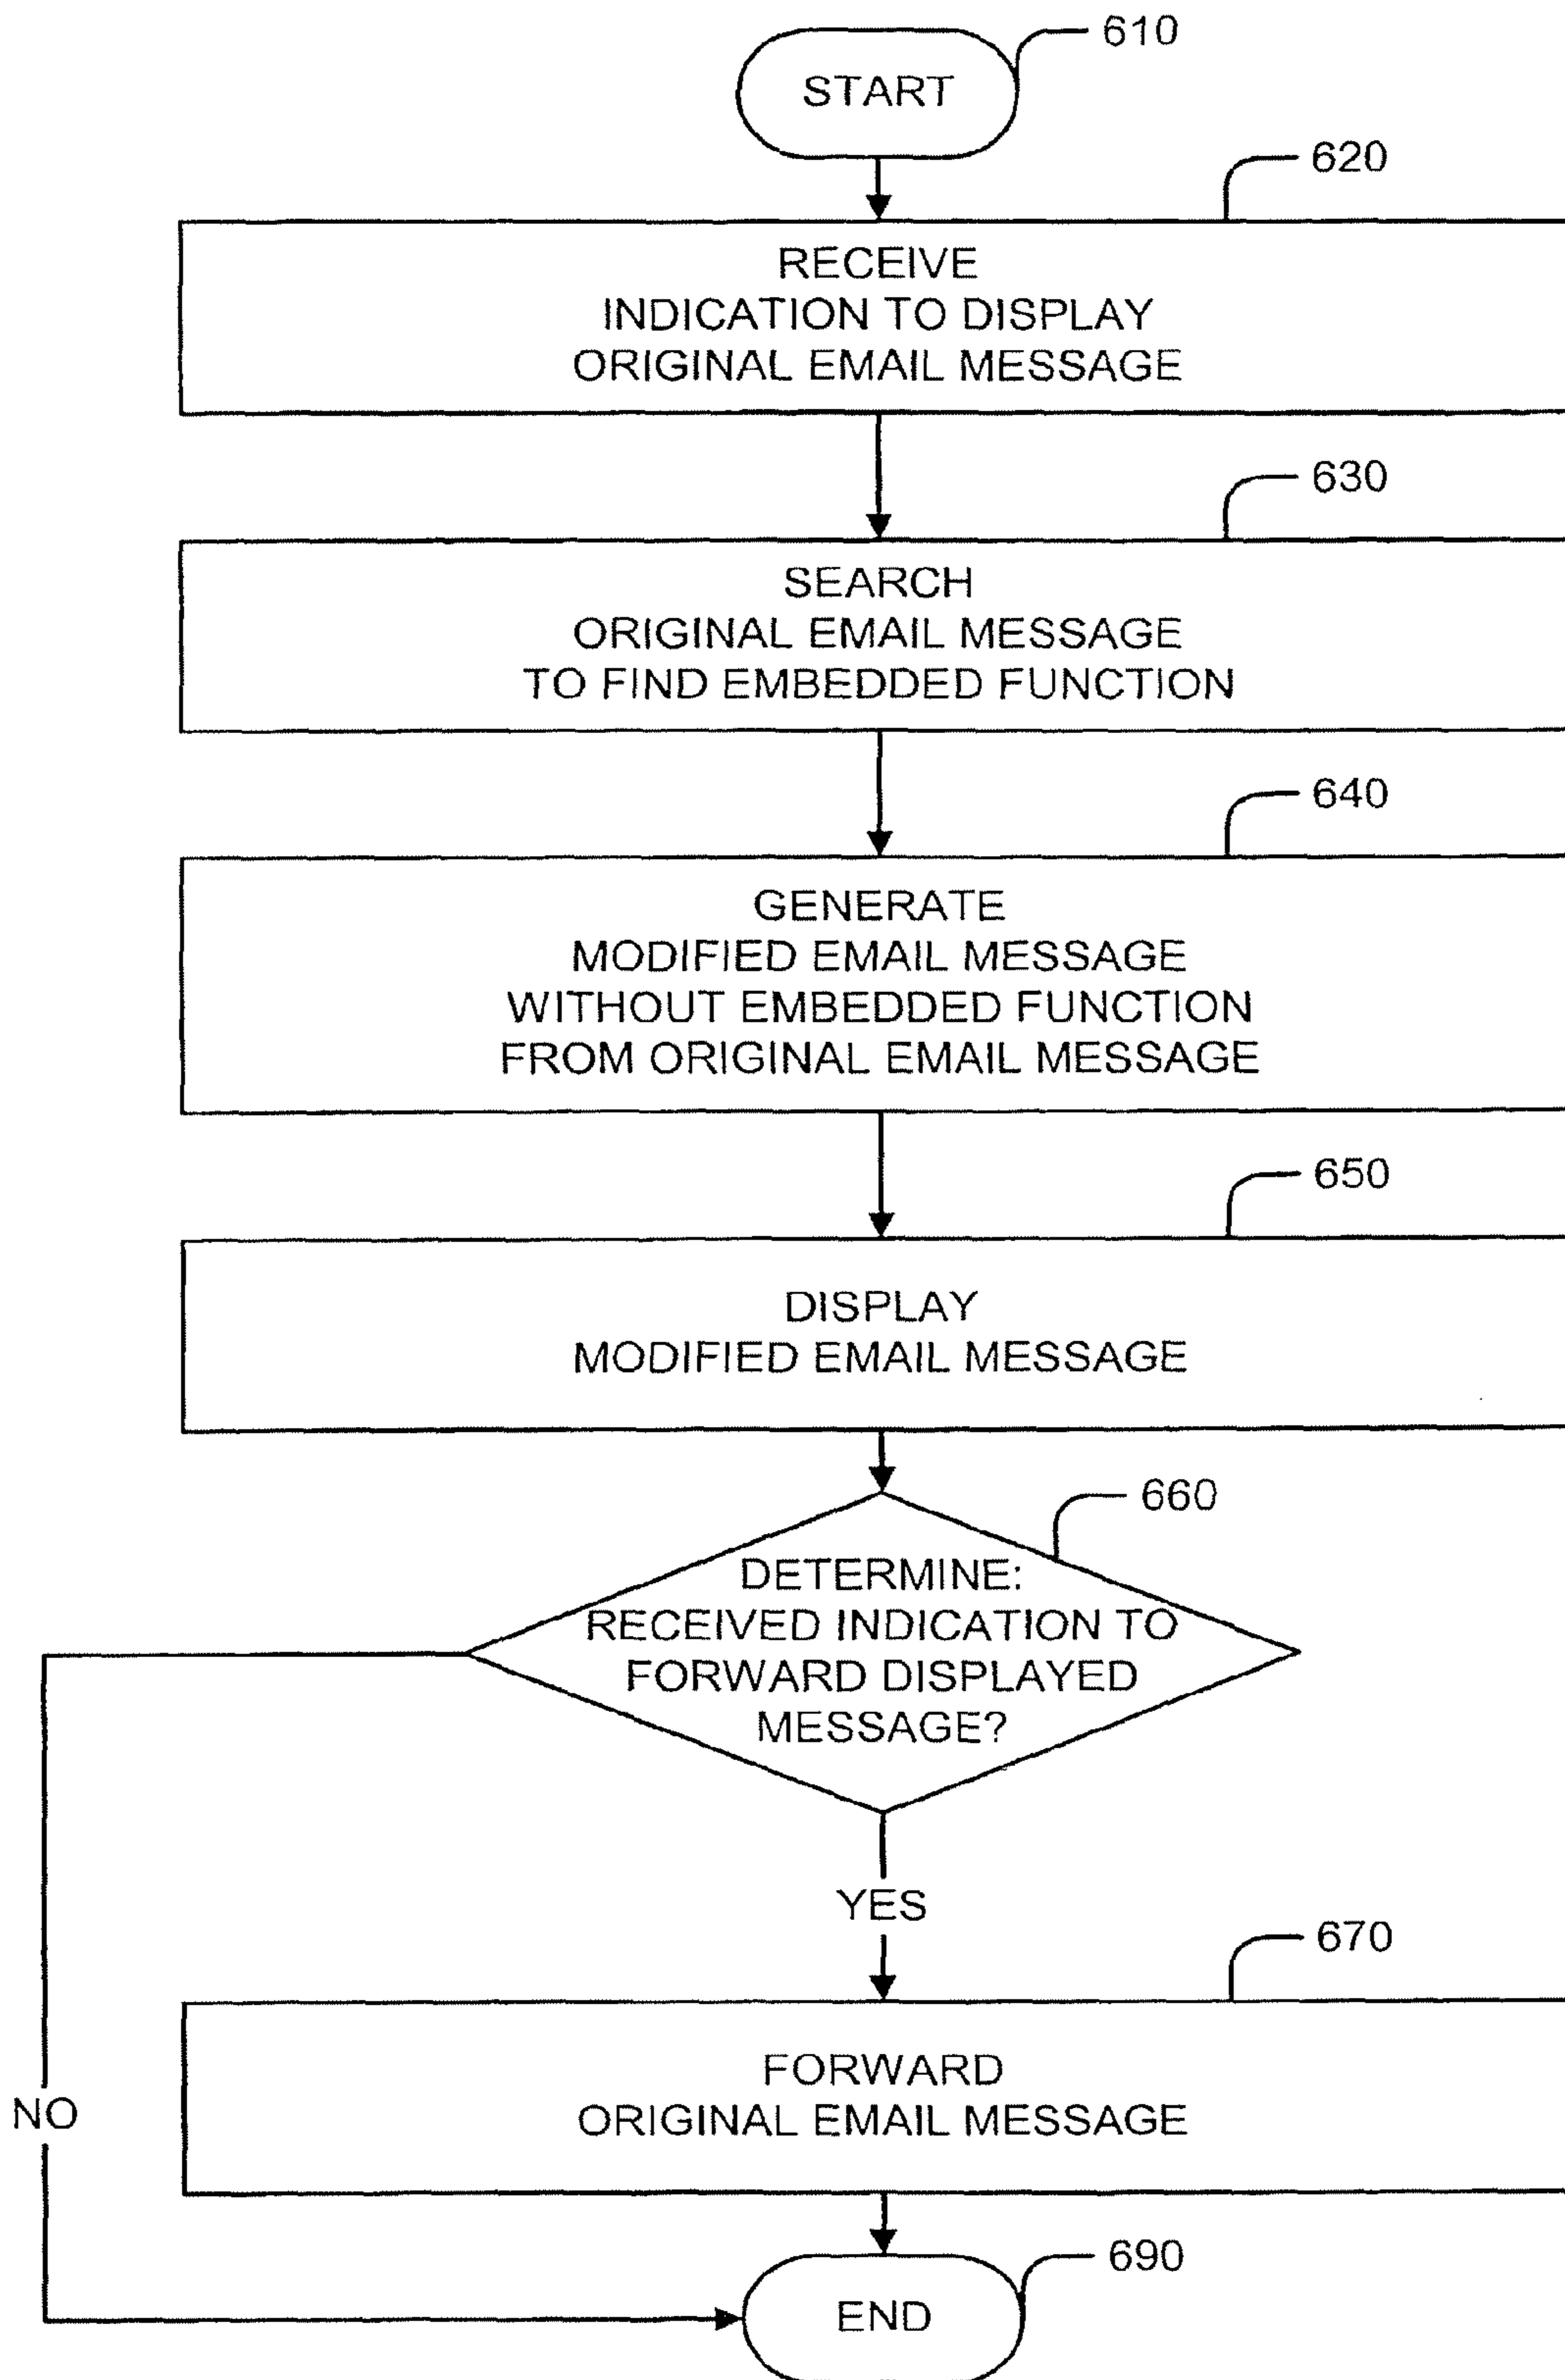 610
START
620
RECEIVE
INDICATION TO DISPLAY
ORIGINAL EMAIL MESSAGE
630
SEARCH
ORIGINAL EMAIL MESSAGE
TO FIND EMBEDDED FUNCTION
640
GENERATE
MODIFIED EMAIL MESSAGE
WITHOUT EMBEDDED FUNCTION
FROM ORIGINAL EMAIL MESSAGE
650
DISPLAY
MODIFIED EMAIL MESSAGE
660
DETERMINE:
RECEIVED INDICATION TO
FORWARD DISPLAYED
MESSAGE?
YES
670
FORWARD
ORIGINAL EMAIL MESSAGE
NO
690
END